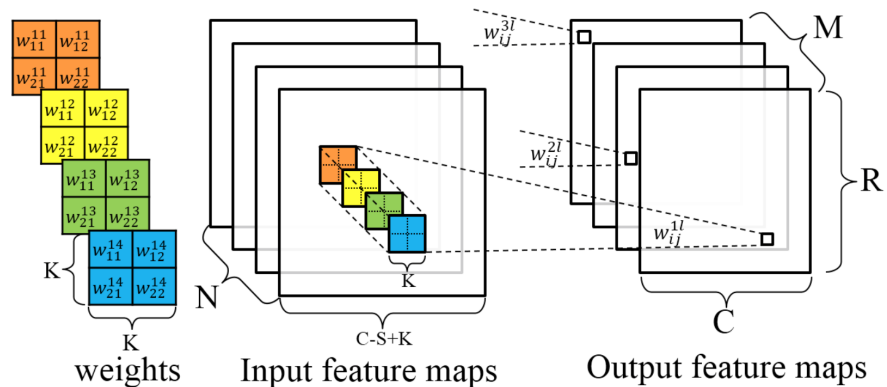 w_{11}^{11} w_{12}^{11}
w_{21}^{11} w_{22}^{11}
w_{11}^{12} w_{12}^{12}
w_{21}^{12} w_{22}^{12}
w_{11}^{13} w_{12}^{13}
w_{21}^{13} w_{22}^{13}
w_{11}^{14} w_{12}^{14}
w_{21}^{14} w_{22}^{14}
K
K
weights
N
K
C-S+K
Input feature maps
w_{ij}^{3l}
w_{ij}^{2l}
w_{ij}^{1l}
M
R
C
Output feature maps